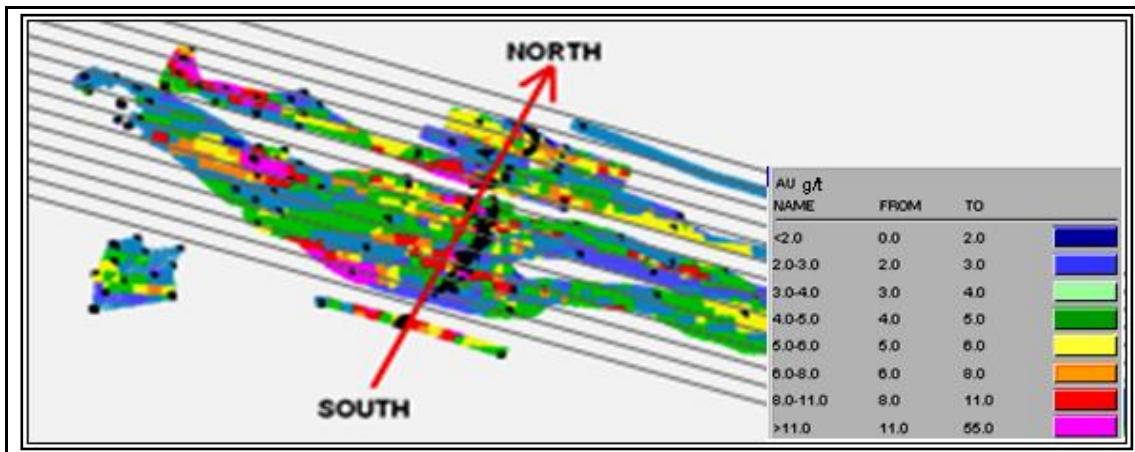 NORTH
SOUTH
AU g/t
NAME FROM TO
<2.0 0.0 2.0
2.0-3.0 2.0 3.0
3.0-4.0 3.0 4.0
4.0-5.0 4.0 5.0
5.0-6.0 5.0 6.0
6.0-8.0 6.0 8.0
8.0-11.0 8.0 11.0
>11.0 11.0 55.0